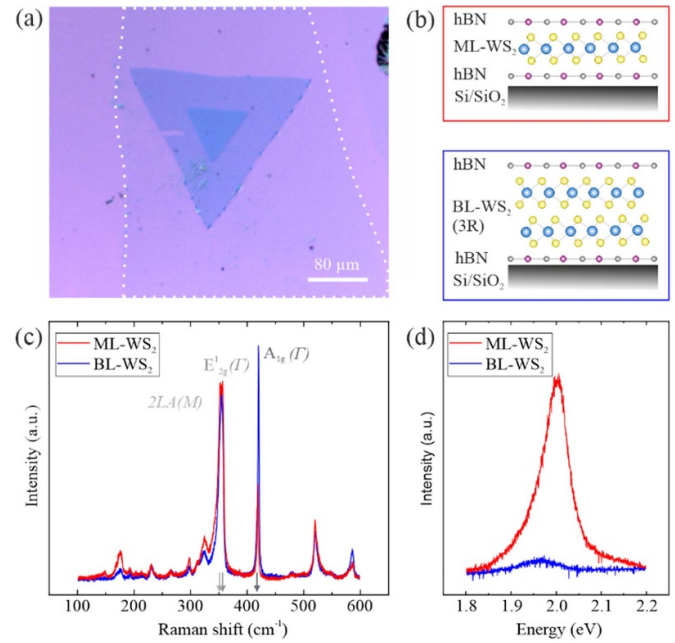 (a)
80 µm
(b)
hBN
ML-WS₂
hBN
Si/SiO₂
hBN
BL-WS₂
(3R)
hBN
Si/SiO₂
(c)
ML-WS₂
BL-WS₂
E¹₂g(Γ)
A₁g(Γ)
2LA(M)
Intensity (a.u.)
100 200 300 400 500 600
Raman shift (cm⁻¹)
(d)
ML-WS₂
BL-WS₂
Intensity (a.u.)
1.8 1.9 2.0 2.1 2.2
Energy (eV)